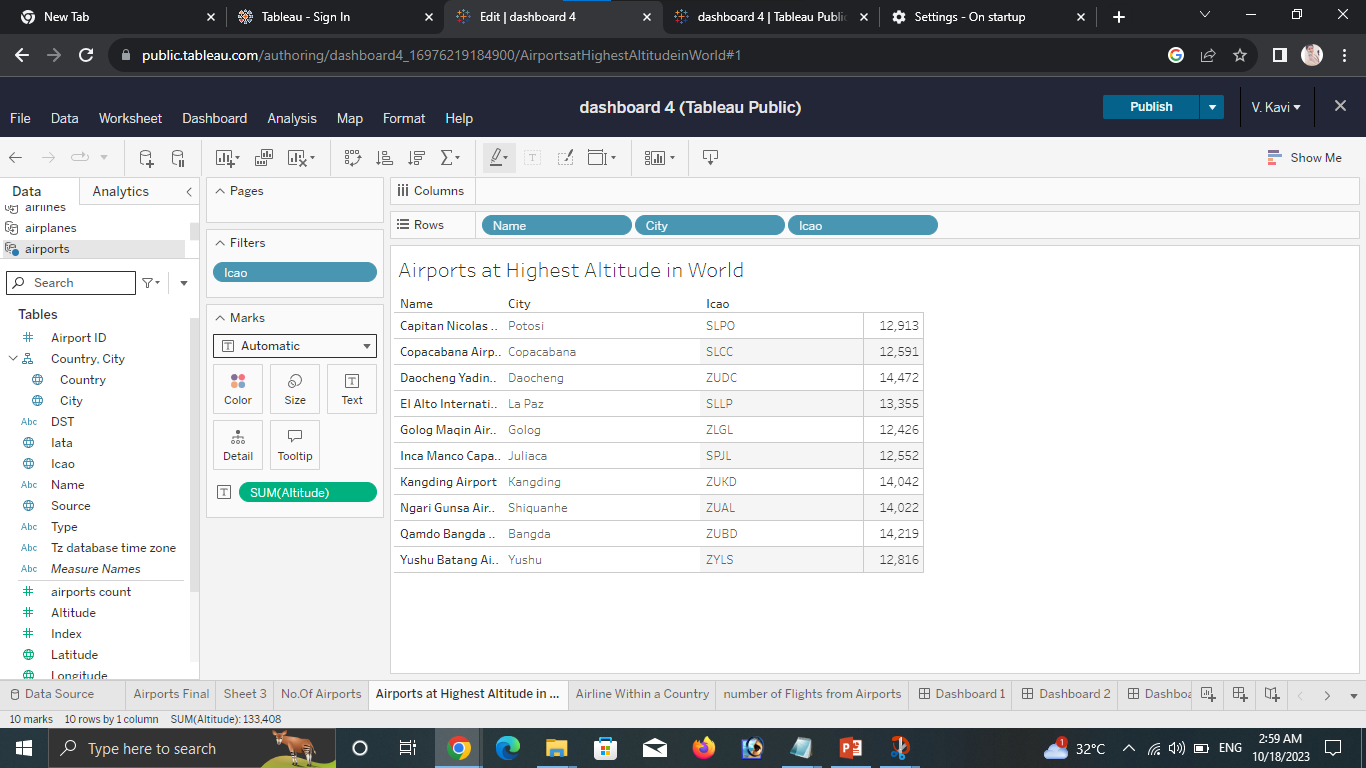 New Tab
Tableau - Sign In
Edit | dashboard 4
dashboard 4 | Tableau Public
Settings - On startup
public.tableau.com/authoring/dashboard4_16976219184900/AirportsatHighestAltitudeinWorld#1
dashboard 4 (Tableau Public)
Publish
V. Kavi
File Data Worksheet Dashboard Analysis Map Format Help
Show Me
Data Analytics
airlines
airplanes
airports
Search
Tables
Airport ID
Country, City
Country
City
Abc DST
Iata
Icao
Abc Name
Source
Abc Type
Abc Tz database time zone
Abc Measure Names
airports count
Altitude
Index
Latitude
Longitude
Pages
Filters
Icao
Marks
Automatic
Color Size Text
Detail Tooltip
SUM(Altitude)
Columns
Rows Name City Icao
Airports at Highest Altitude in World
Name City Icao
Capitan Nicolas .. Potosi SLPO 12,913
Copacabana Airp.. Copacabana SLCC 12,591
Daocheng Yadin.. Daocheng ZUDC 14,472
El Alto Internati.. La Paz SLLP 13,355
Golog Maqin Air.. Golog ZLGL 12,426
Inca Manco Capa.. Juliaca SPJL 12,552
Kangding Airport Kangding ZUKD 14,042
Ngari Gunsa Air.. Shiquanhe ZUAL 14,022
Qamdo Bangda .. Bangda ZUBD 14,219
Yushu Batang Ai.. Yushu ZYLS 12,816
Data Source Airports Final Sheet 3 No.Of Airports Airports at Highest Altitude in ... Airline Within a Country number of Flights from Airports Dashboard 1 Dashboard 2 Dashboa
10 marks 10 rows by 1 column SUM(Altitude): 133,408
Type here to search
1
32°C
ENG
2:59 AM
10/18/2023